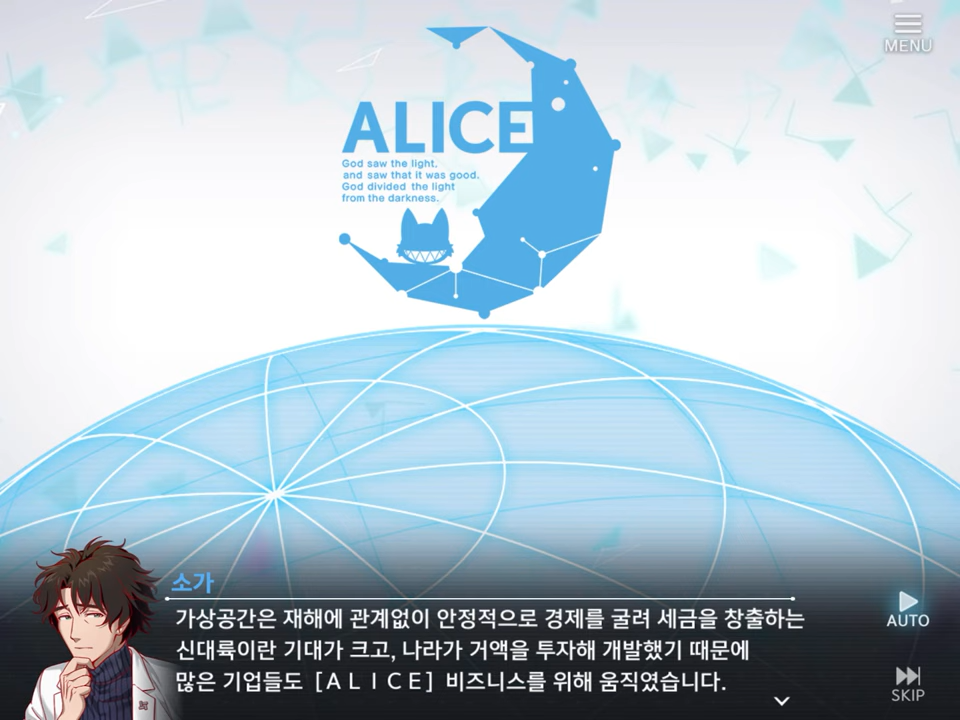 MENU
ALICE
God saw the light,
and saw that it was good.
God divided the light
from the darkness.
소가
가상공간은 재해에 관계없이 안정적으로 경제를 굴려 세금을 창출하는
신대륙이란 기대가 크고, 나라가 거액을 투자해 개발했기 때문에
많은 기업들도 [ＡＬＩＣＥ] 비즈니스를 위해 움직였습니다.
AUTO
SKIP